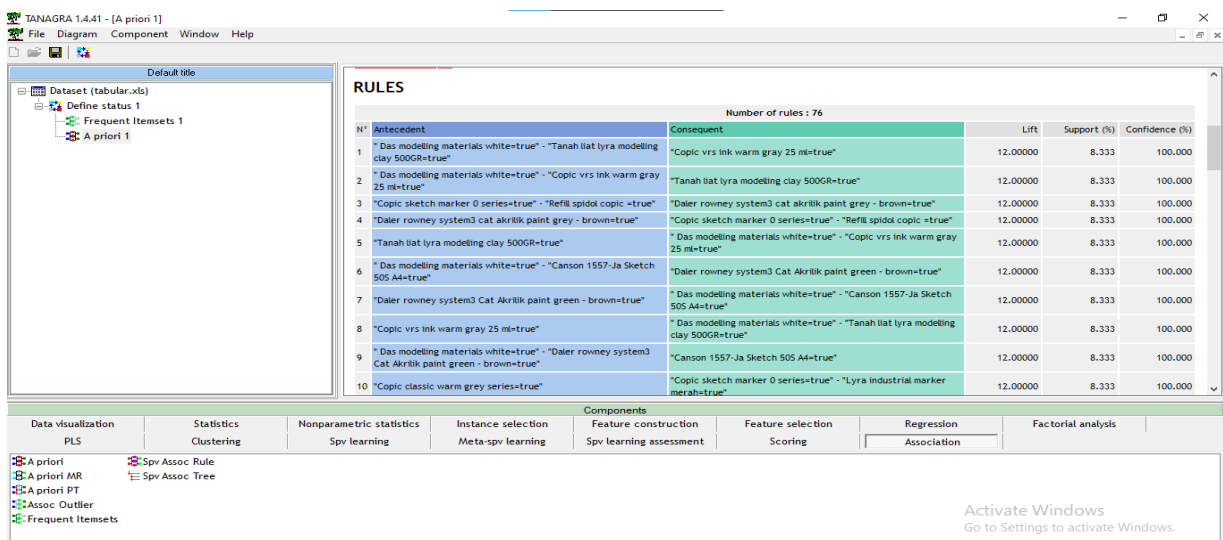 TANAGRA 1.4.41 - [A priori 1]
File Diagram Component Window Help
Default title
Dataset (tabular.xls)
Define status 1
Frequent Itemsets 1
A priori 1
RULES
Number of rules : 76
N° Antecedent Consequent Lift Support (%) Confidence (%)
1 " Das modelling materials white=true" - "Tanah liat lyra modelling clay 500GR=true" "Copic vrs ink warm gray 25 ml=true" 12.00000 8.333 100.000
2 " Das modelling materials white=true" - "Copic vrs ink warm gray 25 ml=true" "Tanah liat lyra modelling clay 500GR=true" 12.00000 8.333 100.000
3 "Copic sketch marker 0 series=true" - "Refill spidol copic =true" "Daler rowney system3 cat akrilik paint grey - brown=true" 12.00000 8.333 100.000
4 "Daler rowney system3 cat akrilik paint grey - brown=true" "Copic sketch marker 0 series=true" - "Refill spidol copic =true" 12.00000 8.333 100.000
5 "Tanah liat lyra modelling clay 500GR=true" " Das modelling materials white=true" - "Copic vrs ink warm gray 25 ml=true" 12.00000 8.333 100.000
6 " Das modelling materials white=true" - "Canson 1557-Ja Sketch 50S A4=true" "Daler rowney system3 Cat Akrilik paint green - brown=true" 12.00000 8.333 100.000
7 "Daler rowney system3 Cat Akrilik paint green - brown=true" " Das modelling materials white=true" - "Canson 1557-Ja Sketch 50S A4=true" 12.00000 8.333 100.000
8 "Copic vrs ink warm gray 25 ml=true" " Das modelling materials white=true" - "Tanah liat lyra modelling clay 500GR=true" 12.00000 8.333 100.000
9 " Das modelling materials white=true" - "Daler rowney system3 Cat Akrilik paint green - brown=true" "Canson 1557-Ja Sketch 50S A4=true" 12.00000 8.333 100.000
10 "Copic classic warm grey series=true" "Copic sketch marker 0 series=true" - "Lyra industrial marker merah=true" 12.00000 8.333 100.000
Components
Data visualization Statistics Nonparametric statistics Instance selection Feature construction Feature selection Regression Factorial analysis
PLS Clustering Spv learning Meta-spv learning Spv learning assessment Scoring Association
A priori Spv Assoc Rule
A priori MR Spv Assoc Tree
A priori PT
Assoc Outlier
Frequent Itemsets
Activate Windows
Go to Settings to activate Windows.